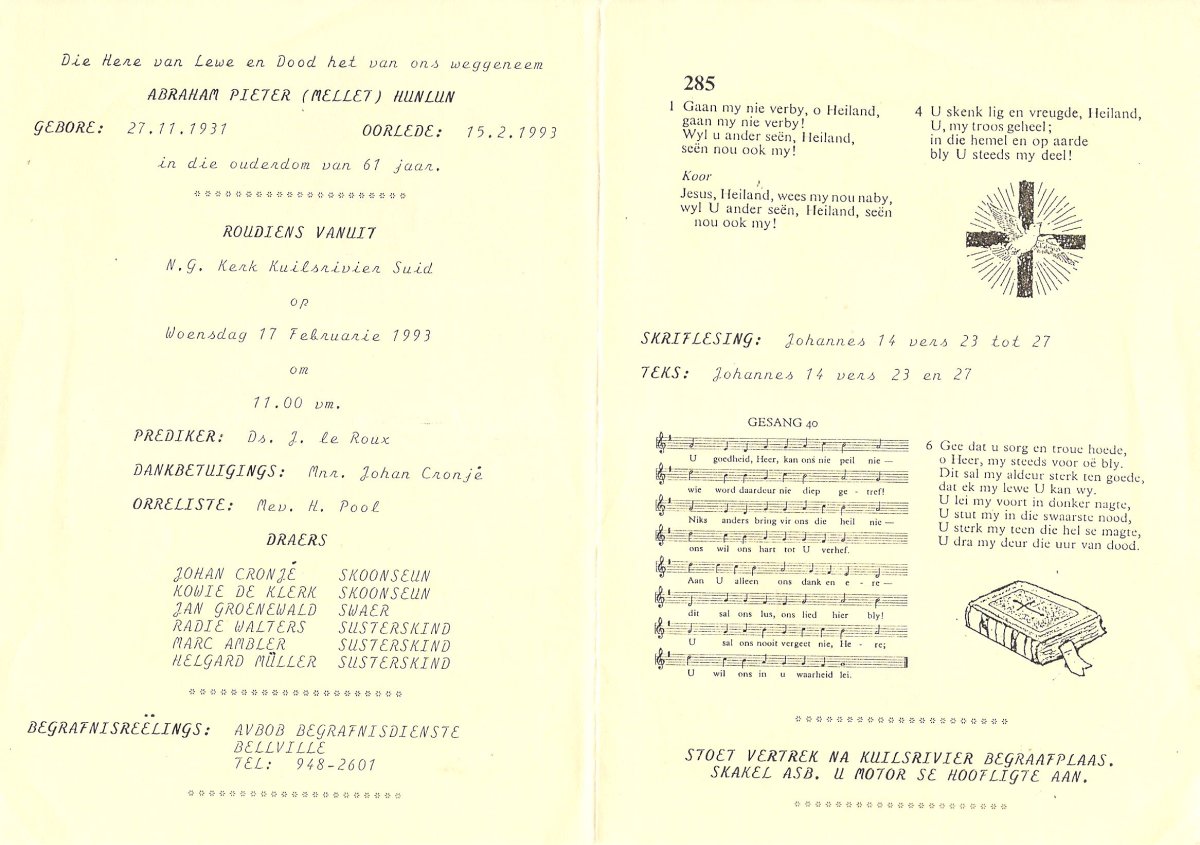 Die Here van Lewe en Dood het van ons weggeneem
ABRAHAM PIETER (MELLET) HUNLUN
GEBORE: 27.11.1931 OORLEDE: 15.2.1993
in die ouderdom van 61 jaar.
*********************
ROUDIENS VANUIT
N.G. Kerk Kuilsrivier Suid
op
Woensdag 17 Februarie 1993
om
11.00 vm.
PREDIKER: Ds. J. le Roux
DANKBETUIGINGS: Mnr. Johan Cronjé
ORRELISTE: Mev. H. Pool
DRAERS
JOHAN CRONJÉ SKOONSEUN
KOWIE DE KLERK SKOONSEUN
JAN GROENEWALD SWAER
RADIE WALTERS SUSTERSKIND
MARC AMBLER SUSTERSKIND
HELGARD MÜLLER SUSTERSKIND
*********************
BEGRAFNISREËLINGS: AVBOB BEGRAFNISDIENSTE
BELLVILLE
TEL: 948-2601
*********************
285
1 Gaan my nie verby, o Heiland,
gaan my nie verby!
Wyl u ander seën, Heiland,
seën nou ook my!
Koor
Jesus, Heiland, wees my nou naby,
wyl U ander seën, Heiland, seën
nou ook my!
4 U skenk lig en vreugde, Heiland,
U, my troos geheel;
in die hemel en op aarde
bly U steeds my deel!
SKRIFLESING: Johannes 14 vers 23 tot 27
TEKS: Johannes 14 vers 23 en 27
GESANG 40
U goedheid, Heer, kan ons nie peil nie —
wie word daardeur nie diep ge - tref!
Niks anders bring vir ons die heil nie —
ons wil ons hart tot U verhef.
Aan U alleen ons dank en e - re —
dit sal ons lus, ons lied hier bly!
U sal ons nooit vergeet nie, He - re;
U wil ons in u waarheid lei.
6 Gee dat u sorg en troue hoede,
o Heer, my steeds voor oë bly.
Dit sal my aldeur sterk ten goede,
dat ek my lewe U kan wy.
U lei my voort in donker nagte,
U stut my in die swaarste nood,
U sterk my teen die hel se magte,
U dra my deur die uur van dood.
*********************
STOET VERTREK NA KUILSRIVIER BEGRAAFPLAAS.
SKAKEL ASB. U MOTOR SE HOOFLIGTE AAN.
*********************